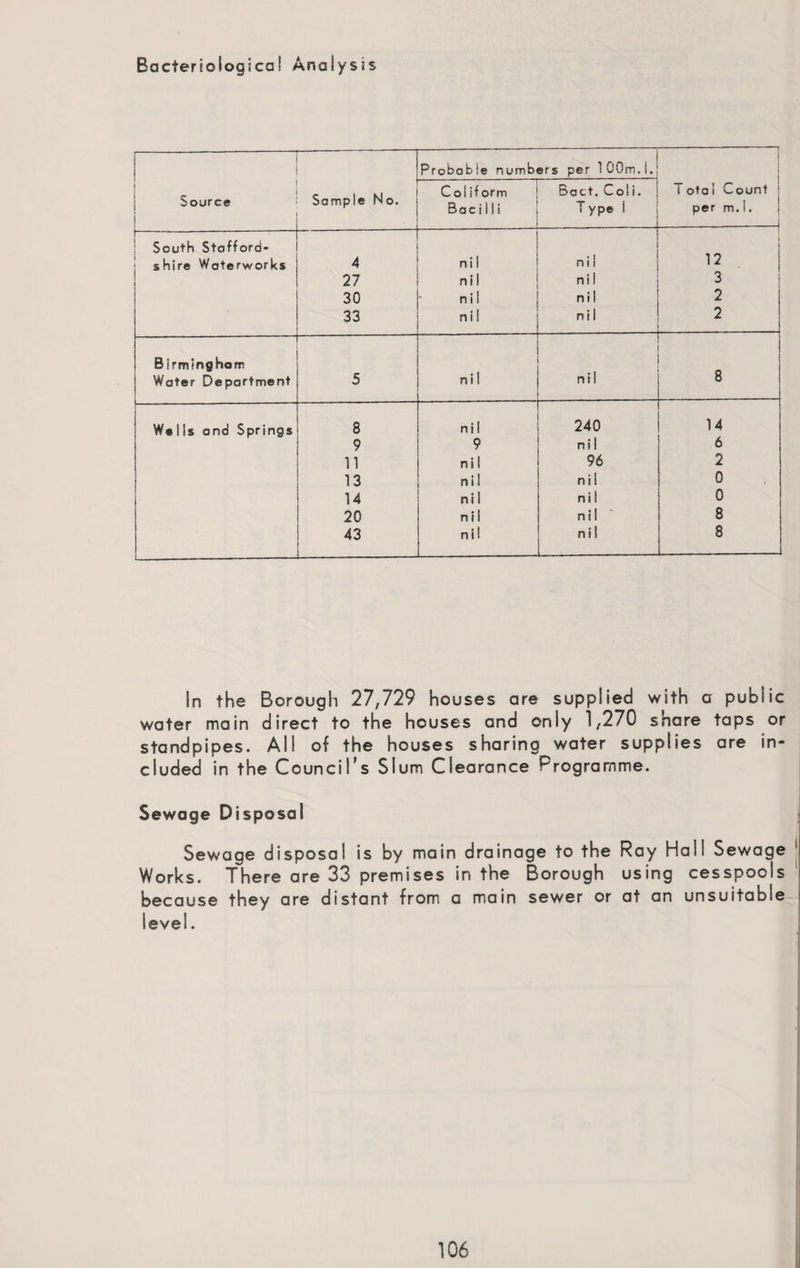 Bacteriological Analysis
Source Sample No. Probable numbers per 100m.l. Total Count per m.l.
Coliform Bacilli Bact. Coli. Type I
South Stafford-
shire Waterworks 4 nil nil 12
27 nil nil 3
30 nil nil 2
33 nil nil 2
Birmingham
Water Department 5 nil nil 8
Wells and Springs 8 nil 240 14
9 9 nil 6
11 nil 96 2
13 nil nil 0
14 nil nil 0
20 nil nil 8
43 nil nil 8
In the Borough 27,729 houses are supplied with a public
water main direct to the houses and only 1,270 share taps or
standpipes. All of the houses sharing water supplies are in-
cluded in the Council's Slum Clearance Programme.
Sewage Disposal
Sewage disposal is by main drainage to the Ray Hall Sewage
Works. There are 33 premises in the Borough using cesspools
because they are distant from a main sewer or at an unsuitable
level.
106